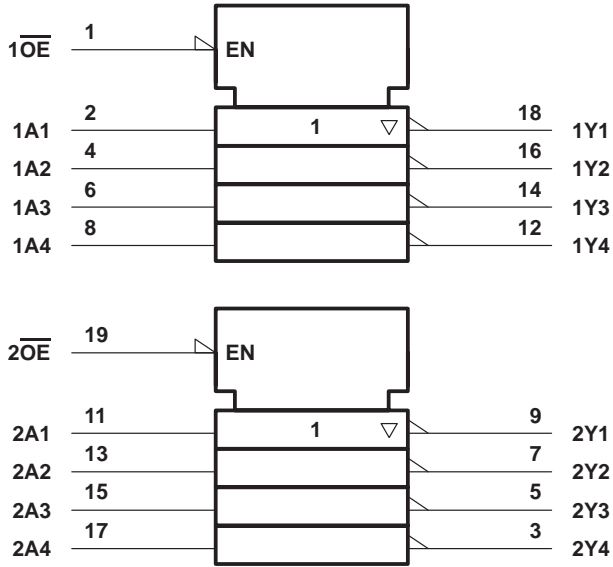 1O̅E̅ 1 EN
1A1 2 1 18 1Y1
1A2 4 16 1Y2
1A3 6 14 1Y3
1A4 8 12 1Y4
2O̅E̅ 19 EN
2A1 11 1 9 2Y1
2A2 13 7 2Y2
2A3 15 5 2Y3
2A4 17 3 2Y4